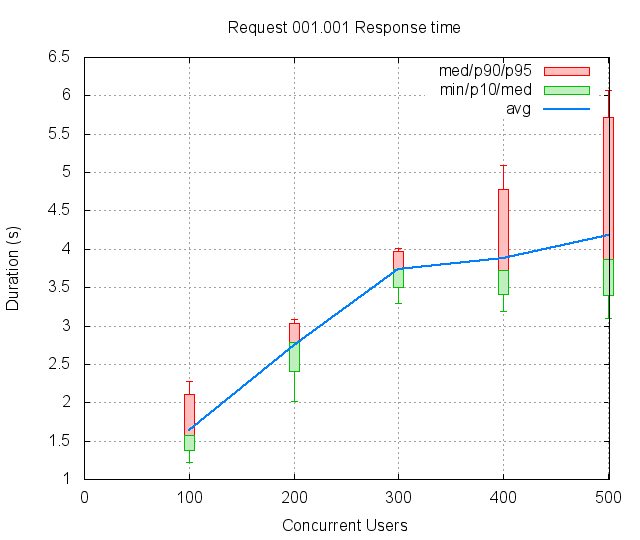 Request 001.001 Response time
6.5
6
5.5
5
4.5
4
3.5
3
2.5
2
1.5
1
Duration (s)
med/p90/p95
min/p10/med
avg
0 100 200 300 400 500
Concurrent Users